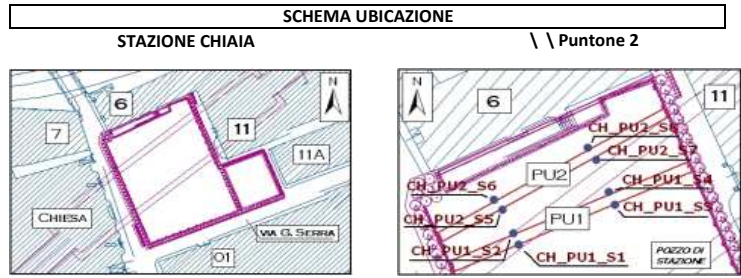 SCHEMA UBICAZIONE
STAZIONE CHIAIA
\ \ Puntone 2
6
N
7
11
11A
CHIESA
VIA G. SERRA
O1
N
6
11
CH_PU2_S8
CH_PU2_S7
PU2
CH_PU2_S6
CH_PU1_S4
CH_PU1_S3
CH_PU2_S5
PU1
CH_PU1_S2
CH_PU1_S1
POZZO DI
STAZIONE